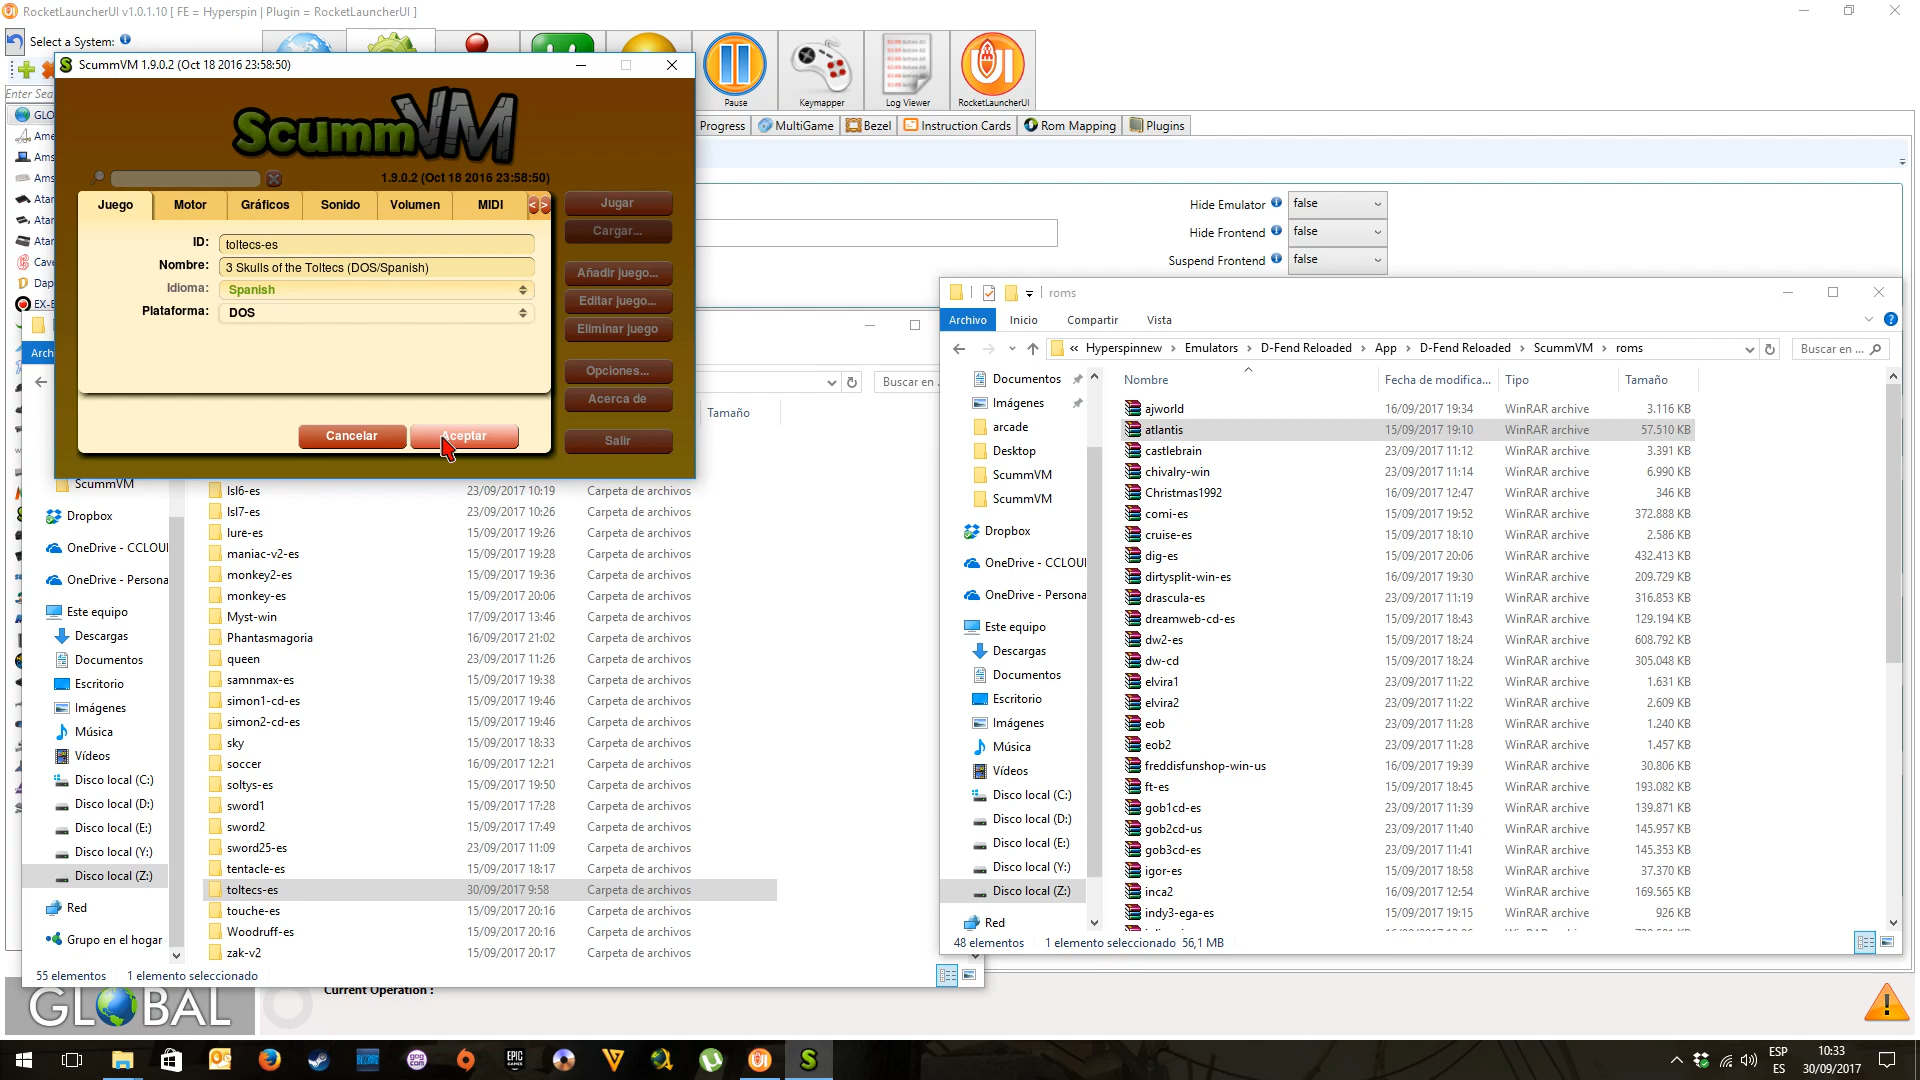 RocketLauncherUI v1.0.1.10 [ FE = Hyperspin | Plugin = RocketLauncherUI ]
Select a System:
Pause
Keymapper
Log Viewer
RocketLauncherUI
Progress
MultiGame
Bezel
Instruction Cards
Rom Mapping
Plugins
Hide Emulator
false
Hide Frontend
false
Suspend Frontend
false
Enter Sea
GLO
Ame
Ams
Ams
Atar
Atar
Atar
Cave
Dap
EX-E
ScummVM 1.9.0.2 (Oct 18 2016 23:58:50)
ScummVM
1.9.0.2 (Oct 18 2016 23:58:50)
Juego
Motor
Gráficos
Sonido
Volumen
MIDI
< >
ID:
toltecs-es
Nombre:
3 Skulls of the Toltecs (DOS/Spanish)
Idioma:
Spanish
Plataforma:
DOS
Cancelar
Aceptar
Jugar
Cargar...
Añadir juego...
Editar juego...
Eliminar juego
Opciones...
Acerca de
Salir
Arch
Buscar en
Tamaño
ScummVM
Dropbox
OneDrive - CCLOUI
OneDrive - Persona
Este equipo
Descargas
Documentos
Escritorio
Imágenes
Música
Vídeos
Disco local (C:)
Disco local (D:)
Disco local (E:)
Disco local (Y:)
Disco local (Z:)
Red
Grupo en el hogar
lsl6-es 23/09/2017 10:19 Carpeta de archivos
lsl7-es 23/09/2017 10:26 Carpeta de archivos
lure-es 15/09/2017 19:26 Carpeta de archivos
maniac-v2-es 15/09/2017 19:28 Carpeta de archivos
monkey2-es 15/09/2017 19:36 Carpeta de archivos
monkey-es 15/09/2017 20:06 Carpeta de archivos
Myst-win 17/09/2017 13:46 Carpeta de archivos
Phantasmagoria 16/09/2017 21:02 Carpeta de archivos
queen 23/09/2017 11:26 Carpeta de archivos
samnmax-es 15/09/2017 19:38 Carpeta de archivos
simon1-cd-es 15/09/2017 19:46 Carpeta de archivos
simon2-cd-es 15/09/2017 19:46 Carpeta de archivos
sky 15/09/2017 18:33 Carpeta de archivos
soccer 16/09/2017 12:21 Carpeta de archivos
soltys-es 15/09/2017 19:50 Carpeta de archivos
sword1 15/09/2017 17:28 Carpeta de archivos
sword2 15/09/2017 17:49 Carpeta de archivos
sword25-es 23/09/2017 11:09 Carpeta de archivos
tentacle-es 15/09/2017 18:17 Carpeta de archivos
toltecs-es 30/09/2017 9:58 Carpeta de archivos
touche-es 15/09/2017 20:16 Carpeta de archivos
Woodruff-es 15/09/2017 20:16 Carpeta de archivos
zak-v2 15/09/2017 20:17 Carpeta de archivos
55 elementos 1 elemento seleccionado
roms
Archivo
Inicio
Compartir
Vista
« Hyperspinnew > Emulators > D-Fend Reloaded > App > D-Fend Reloaded > ScummVM > roms
Buscar en ...
Documentos
Imágenes
arcade
Desktop
ScummVM
ScummVM
Dropbox
OneDrive - CCLOUI
OneDrive - Persona
Este equipo
Descargas
Documentos
Escritorio
Imágenes
Música
Vídeos
Disco local (C:)
Disco local (D:)
Disco local (E:)
Disco local (Y:)
Disco local (Z:)
Red
Nombre Fecha de modifica... Tipo Tamaño
ajworld 16/09/2017 19:34 WinRAR archive 3.116 KB
atlantis 15/09/2017 19:10 WinRAR archive 57.510 KB
castlebrain 23/09/2017 11:12 WinRAR archive 3.391 KB
chivalry-win 23/09/2017 11:14 WinRAR archive 6.990 KB
Christmas1992 16/09/2017 12:47 WinRAR archive 346 KB
comi-es 15/09/2017 19:52 WinRAR archive 372.888 KB
cruise-es 15/09/2017 18:10 WinRAR archive 2.586 KB
dig-es 15/09/2017 20:06 WinRAR archive 432.413 KB
dirtysplit-win-es 16/09/2017 19:30 WinRAR archive 209.729 KB
drascula-es 23/09/2017 11:19 WinRAR archive 316.853 KB
dreamweb-cd-es 15/09/2017 18:43 WinRAR archive 129.194 KB
dw2-es 15/09/2017 18:24 WinRAR archive 608.792 KB
dw-cd 15/09/2017 18:24 WinRAR archive 305.048 KB
elvira1 23/09/2017 11:22 WinRAR archive 1.631 KB
elvira2 23/09/2017 11:22 WinRAR archive 2.609 KB
eob 23/09/2017 11:28 WinRAR archive 1.240 KB
eob2 23/09/2017 11:28 WinRAR archive 1.457 KB
freddisfunshop-win-us 16/09/2017 19:39 WinRAR archive 30.806 KB
ft-es 15/09/2017 18:45 WinRAR archive 193.082 KB
gob1cd-es 23/09/2017 11:39 WinRAR archive 139.871 KB
gob2cd-us 23/09/2017 11:40 WinRAR archive 145.957 KB
gob3cd-es 23/09/2017 11:41 WinRAR archive 145.353 KB
igor-es 15/09/2017 18:58 WinRAR archive 37.370 KB
inca2 16/09/2017 12:54 WinRAR archive 169.565 KB
indy3-ega-es 15/09/2017 19:15 WinRAR archive 926 KB
48 elementos 1 elemento seleccionado 56,1 MB
GLOBAL
Current Operation :
ESP
ES
10:33
30/09/2017